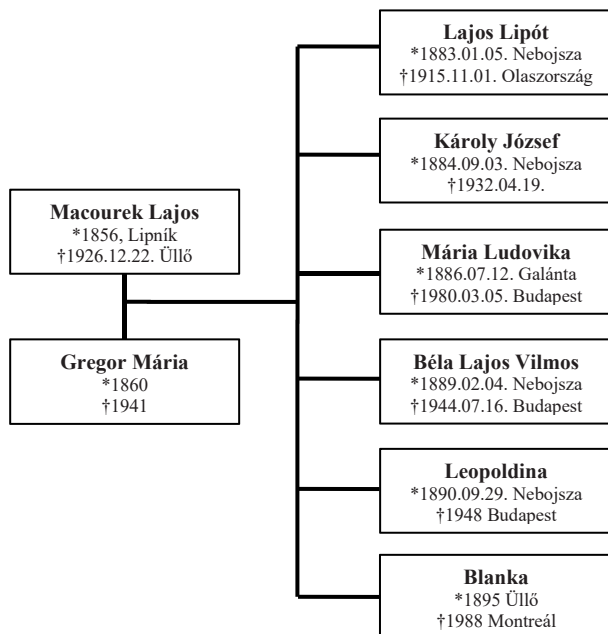 Macourek Lajos
*1856, Lipník
†1926.12.22. Üllő
Gregor Mária
*1860
†1941
Lajos Lipót
*1883.01.05. Nebojsza
†1915.11.01. Olaszország
Károly József
*1884.09.03. Nebojsza
†1932.04.19.
Mária Ludovika
*1886.07.12. Galánta
†1980.03.05. Budapest
Béla Lajos Vilmos
*1889.02.04. Nebojsza
†1944.07.16. Budapest
Leopoldina
*1890.09.29. Nebojsza
†1948 Budapest
Blanka
*1895 Üllő
†1988 Montreál